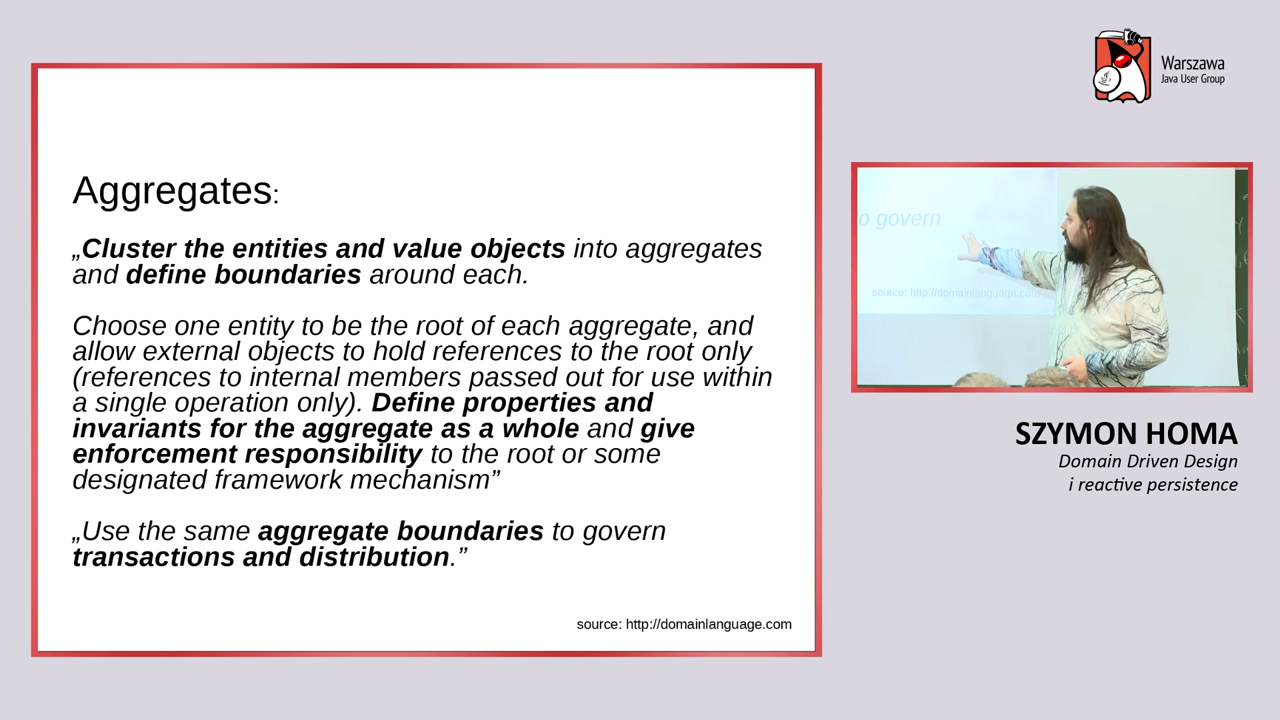 Warszawa
Java User Group
Aggregates:
„Cluster the entities and value objects into aggregates
and define boundaries around each.
Choose one entity to be the root of each aggregate, and
allow external objects to hold references to the root only
(references to internal members passed out for use within
a single operation only). Define properties and
invariants for the aggregate as a whole and give
enforcement responsibility to the root or some
designated framework mechanism”
„Use the same aggregate boundaries to govern
transactions and distribution.”
source: http://domainlanguage.com
to govern
source: http://domainlanguage.com
SZYMON HOMA
Domain Driven Design
i reactive persistence